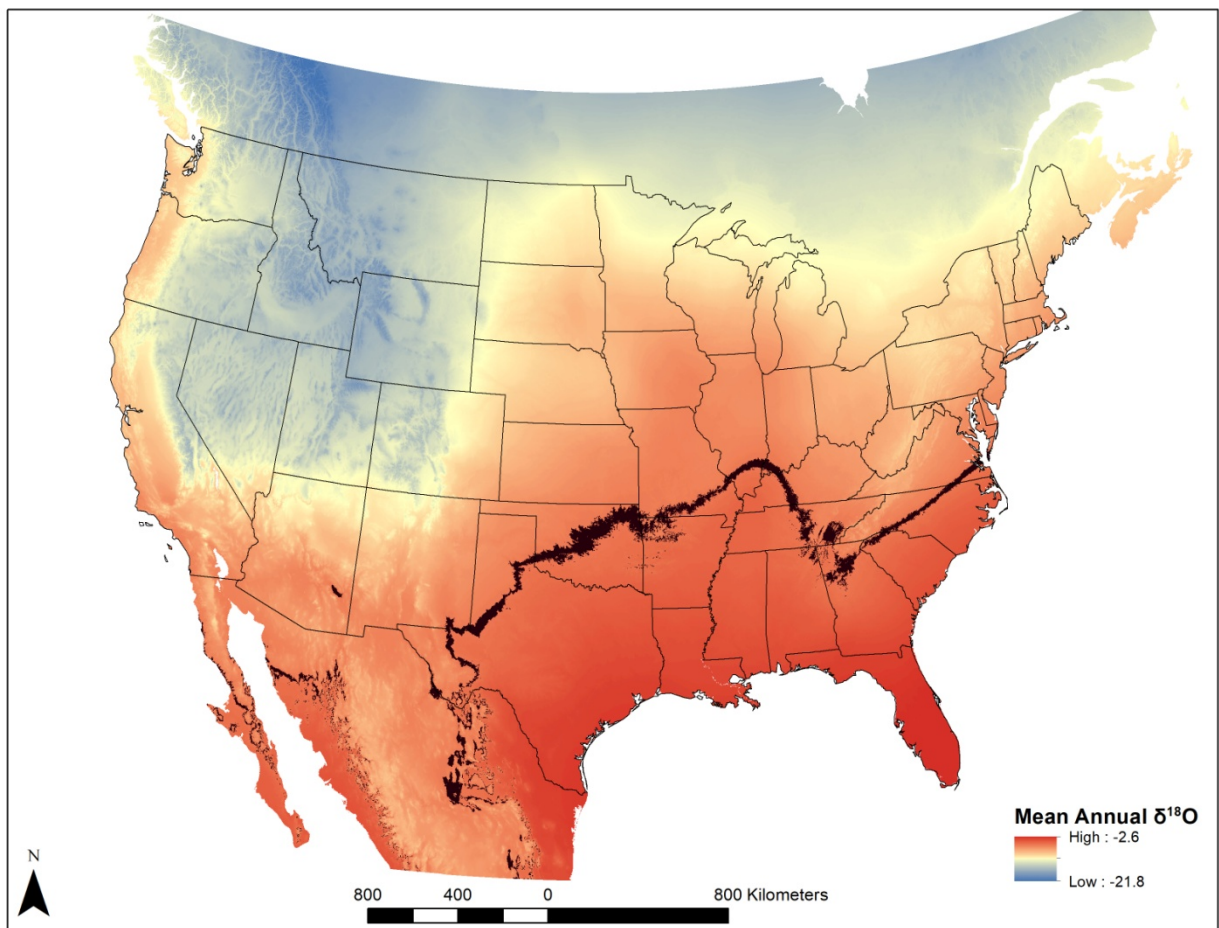 Mean Annual δ¹⁸O
High : -2.6
Low : -21.8
N
800 400 0 800 Kilometers